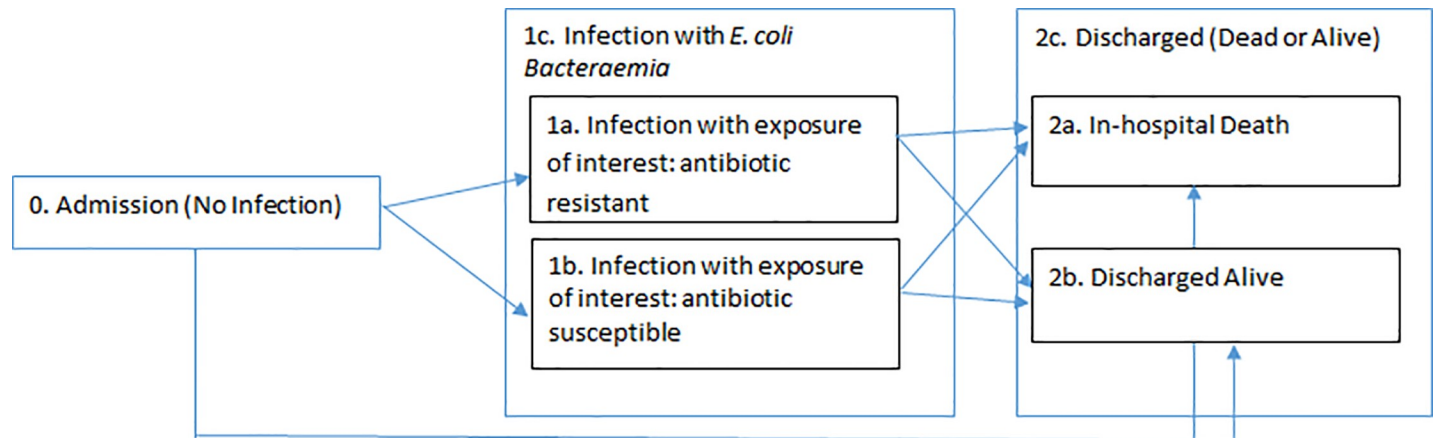 0. Admission (No Infection)
1c. Infection with E. coli
Bacteraemia
1a. Infection with exposure
of interest: antibiotic
resistant
1b. Infection with exposure
of interest: antibiotic
susceptible
2c. Discharged (Dead or Alive)
2a. In-hospital Death
2b. Discharged Alive